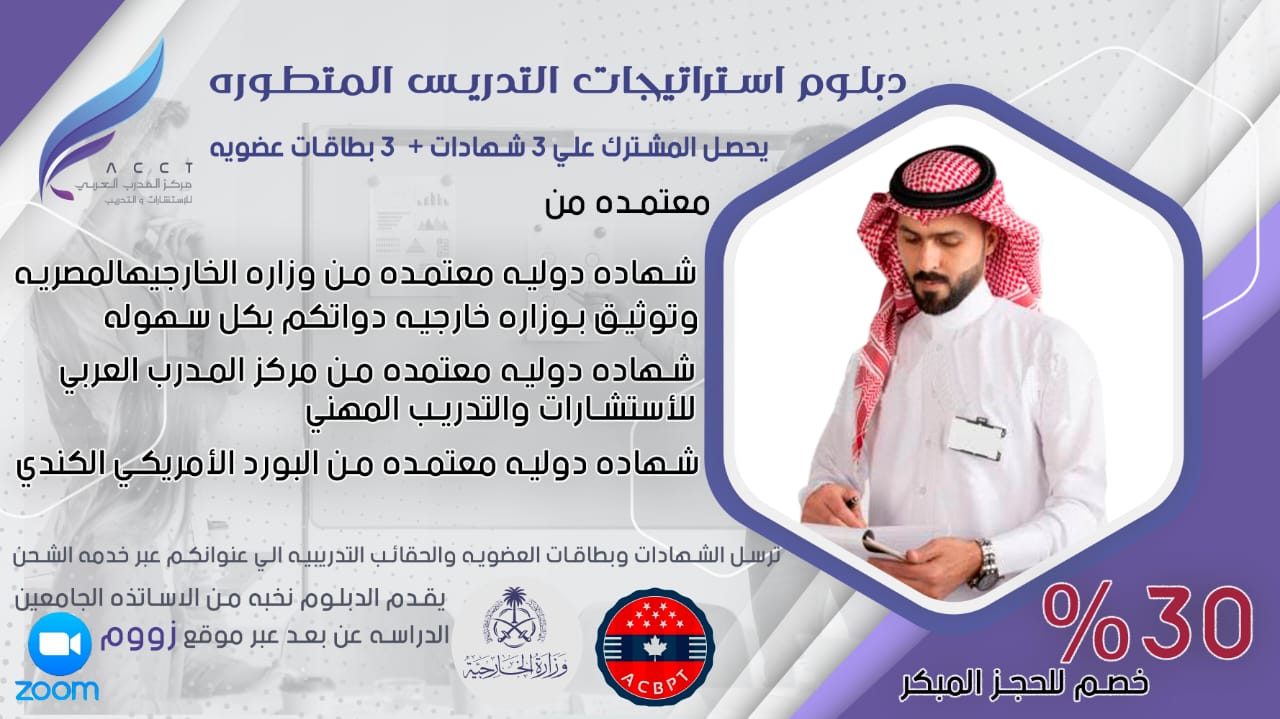 دبلوم استراتيجات التدريس المتطوره
يحصل المشترك علي 3 شهادات + 3 بطاقات عضويه
معتمده من
شهاده دوليه معتمده من وزاره الخارجيهالمصريه
وتوثيق بوزاره خارجيه دواتكم بكل سهوله
شهاده دوليه معتمده من مركز المدرب العربي
للأستشارات والتدريب المهني
شهاده دوليه معتمده من البورد الأمريكي الكندي
ترسل الشهادات وبطاقات العضويه والحقائب التدريبيه الي عنوانكم عبر خدمه الشحن
يقدم الدبلوم نخبه من الاساتذه الجامعين
الدراسه عن بعد عبر موقع زووم
zoom
وزارة الخارجية
ACBPT
%30
خصم للحجز المبكر
ACCT
مركز المدرب العربي
للإستشارات و التدريب